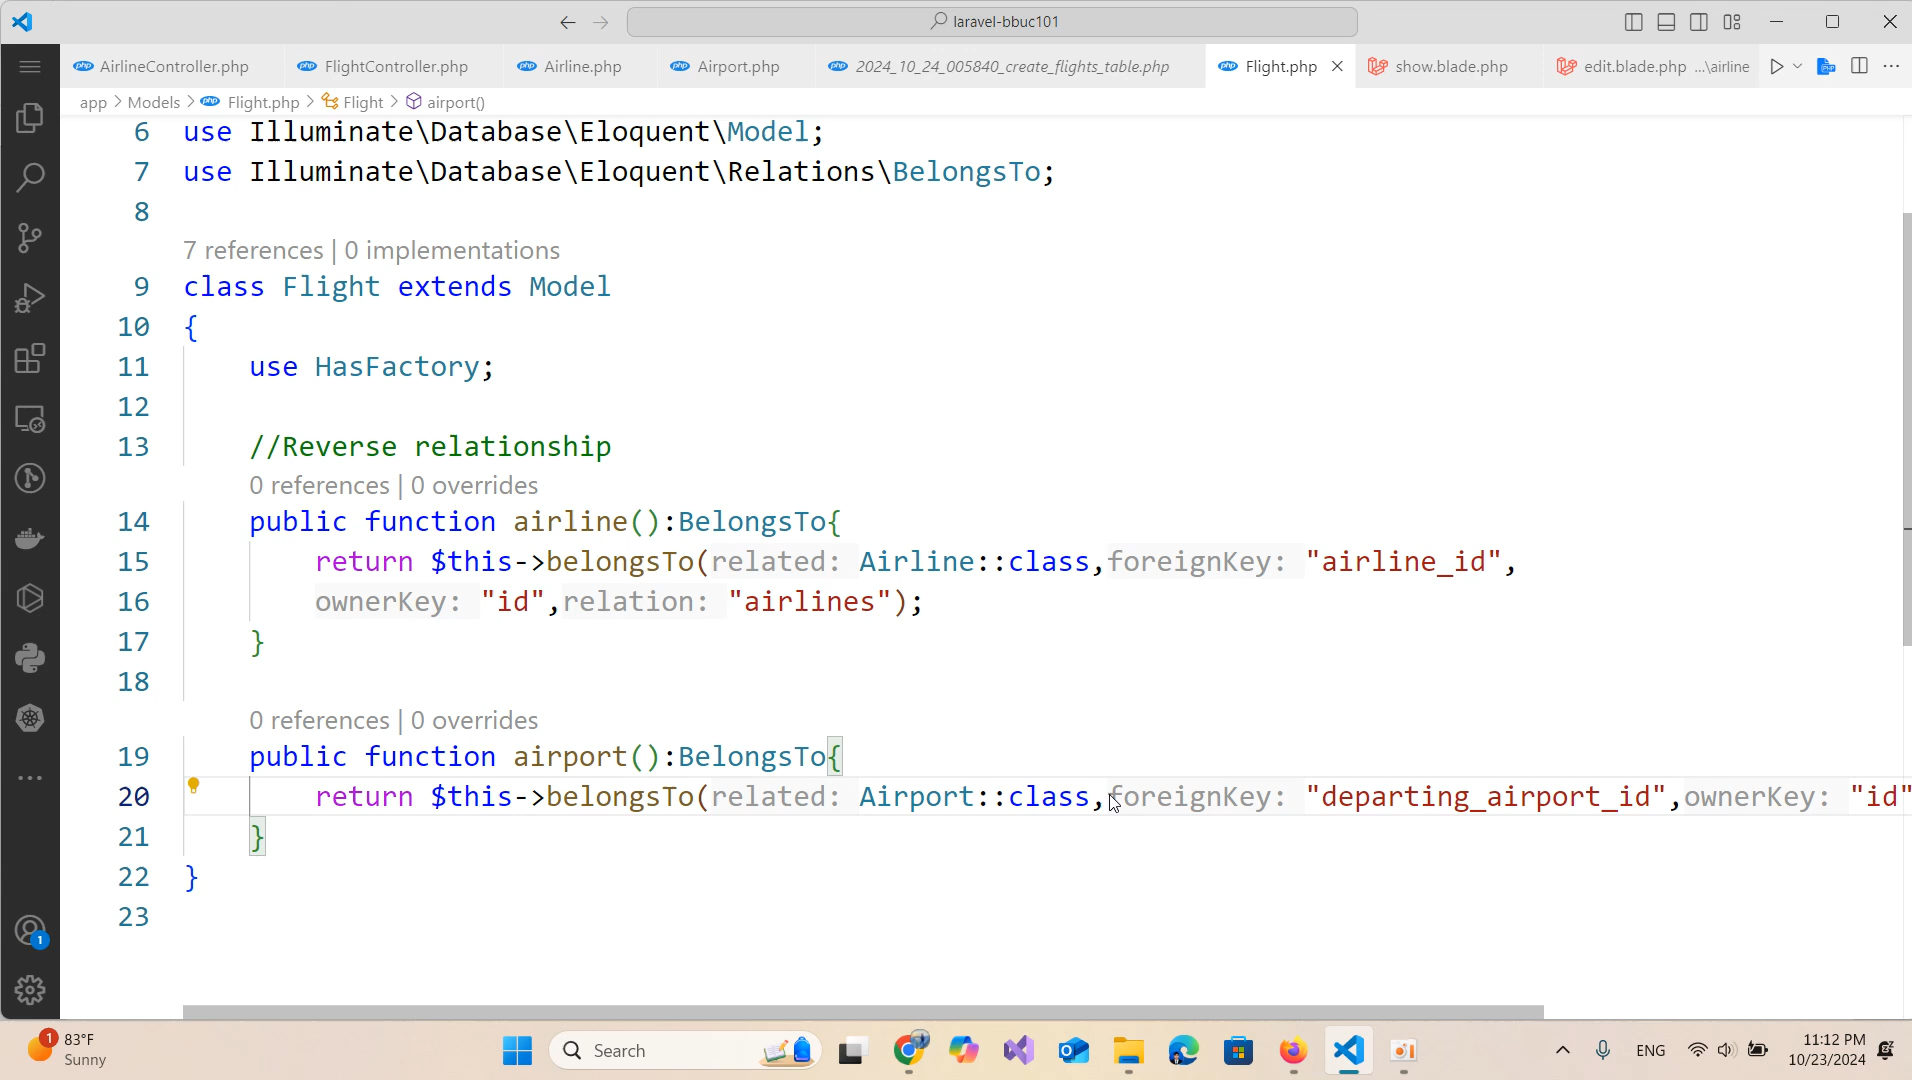 laravel-bbuc101
AirlineController.php
FlightController.php
Airline.php
Airport.php
2024_10_24_005840_create_flights_table.php
Flight.php
show.blade.php
edit.blade.php ...\airline
app > Models > Flight.php > Flight > airport()
6 use Illuminate\Database\Eloquent\Model;
7 use Illuminate\Database\Eloquent\Relations\BelongsTo;
8
7 references | 0 implementations
9 class Flight extends Model
10 {
11 use HasFactory;
12
13 //Reverse relationship
0 references | 0 overrides
14 public function airline():BelongsTo{
15 return $this->belongsTo(related: Airline::class,foreignKey: "airline_id",
16 ownerKey: "id",relation: "airlines");
17 }
18
0 references | 0 overrides
19 public function airport():BelongsTo{
20 return $this->belongsTo(related: Airport::class,foreignKey: "departing_airport_id",ownerKey: "id"
21 }
22 }
23
1
1
83°F
Sunny
Search
ENG
11:12 PM
10/23/2024